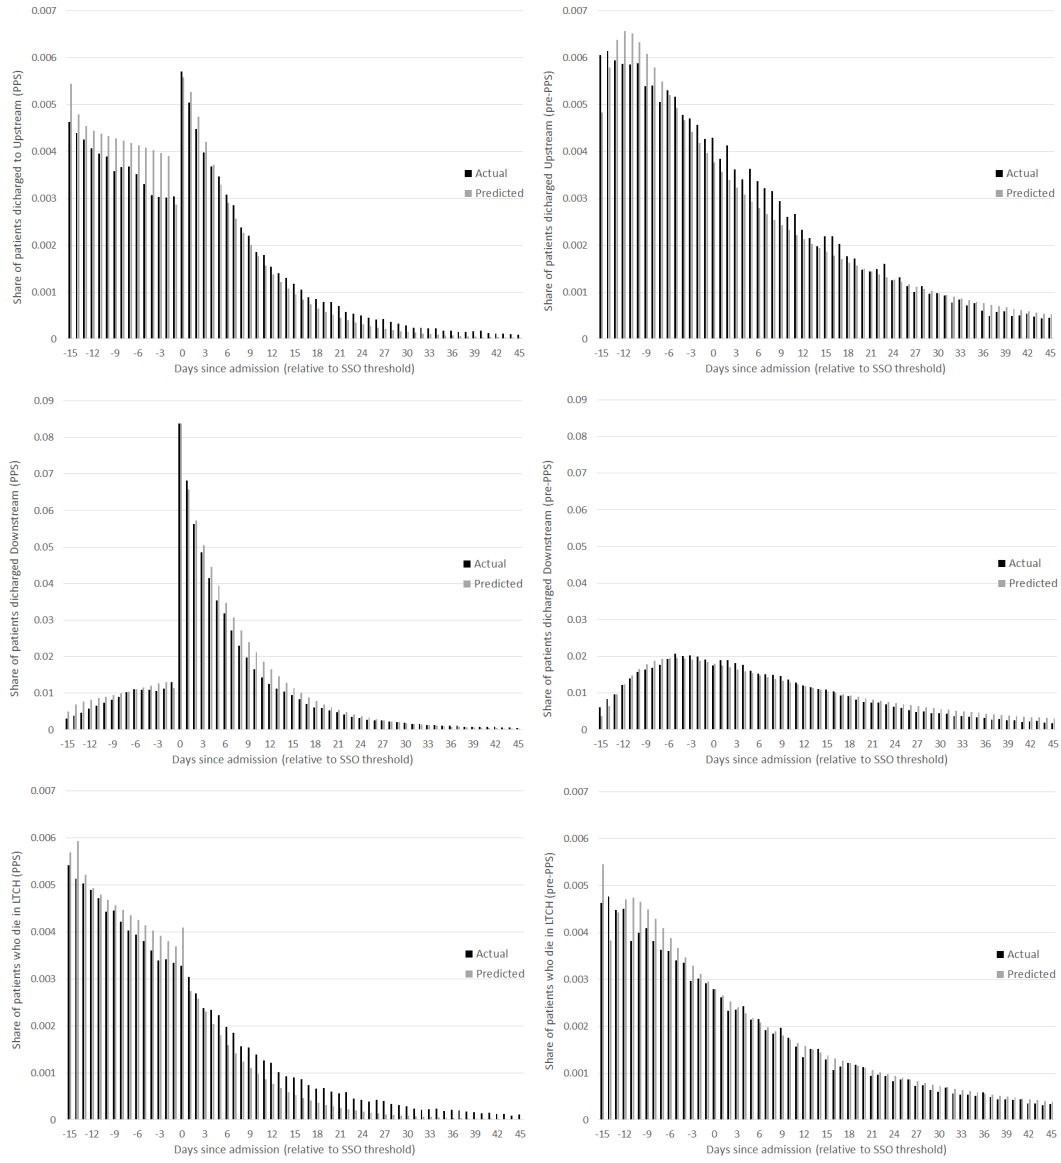 Share of patients dicharged to Upstream (PPS)
0.007
0.006
0.005
0.004
0.003
0.002
0.001
0
-15 -12 -9 -6 -3 0 3 6 9 12 15 18 21 24 27 30 33 36 39 42 45
Days since admission (relative to SSO threshold)
Actual
Predicted
Share of patients dicharged Upstream (pre-PPS)
0.007
0.006
0.005
0.004
0.003
0.002
0.001
0
-15 -12 -9 -6 -3 0 3 6 9 12 15 18 21 24 27 30 33 36 39 42 45
Days since admission (relative to SSO threshold)
Actual
Predicted
Share of patients dicharged Downstream (PPS)
0.09
0.08
0.07
0.06
0.05
0.04
0.03
0.02
0.01
0
-15 -12 -9 -6 -3 0 3 6 9 12 15 18 21 24 27 30 33 36 39 42 45
Days since admission (relative to SSO threshold)
Actual
Predicted
Share of patients dicharged Downstream (pre-PPS)
0.09
0.08
0.07
0.06
0.05
0.04
0.03
0.02
0.01
0
-15 -12 -9 -6 -3 0 3 6 9 12 15 18 21 24 27 30 33 36 39 42 45
Days since admission (relative to SSO threshold)
Actual
Predicted
Share of patients who die in LTCH (PPS)
0.007
0.006
0.005
0.004
0.003
0.002
0.001
0
-15 -12 -9 -6 -3 0 3 6 9 12 15 18 21 24 27 30 33 36 39 42 45
Days since admission (relative to SSO threshold)
Actual
Predicted
Share of patients who die in LTCH (pre-PPS)
0.007
0.006
0.005
0.004
0.003
0.002
0.001
0
-15 -12 -9 -6 -3 0 3 6 9 12 15 18 21 24 27 30 33 36 39 42 45
Days since admission (relative to SSO threshold)
Actual
Predicted